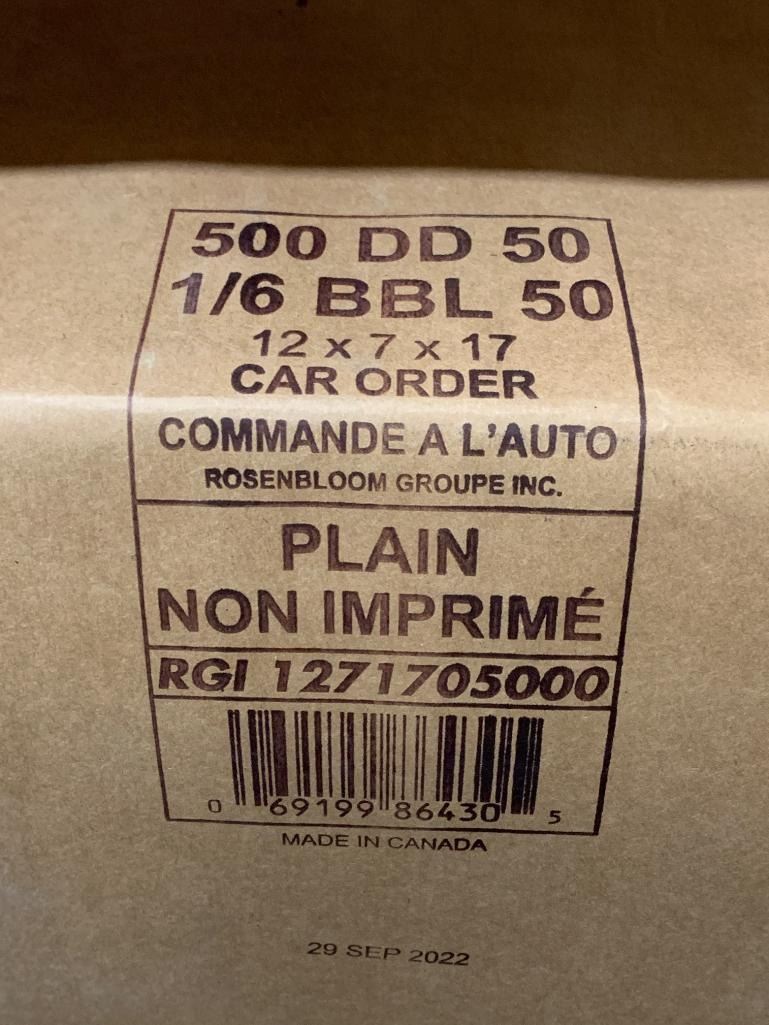 500 DD 50
1/6 BBL 50
12 x 7 x 17
CAR ORDER
COMMANDE A L'AUTO
ROSENBLOOM GROUPE INC.
PLAIN
NON IMPRIMÉ
RGI 1271705000
0 69199 86430 5
MADE IN CANADA
29 SEP 2022